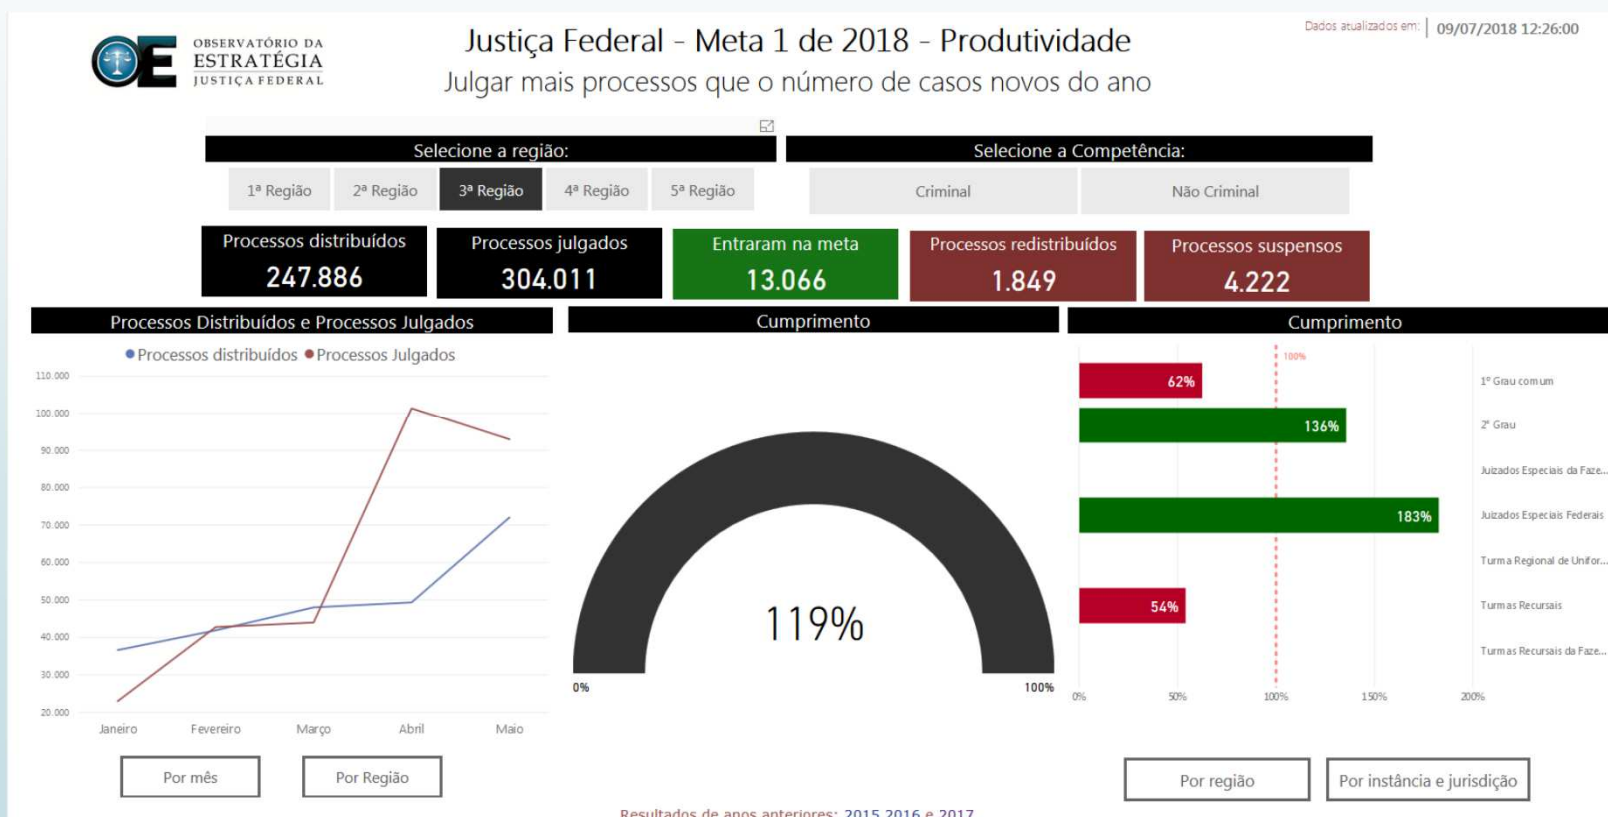 OBSERVATÓRIO DA
ESTRATÉGIA
JUSTIÇA FEDERAL
OE
Justiça Federal - Meta 1 de 2018 - Produtividade
Julgar mais processos que o número de casos novos do ano
Dados atualizados em: 09/07/2018 12:26:00
Selecione a região:
1ª Região 2ª Região 3ª Região 4ª Região 5ª Região
Selecione a Competência:
Criminal Não Criminal
Processos distribuídos
247.886
Processos julgados
304.011
Entraram na meta
13.066
Processos redistribuídos
1.849
Processos suspensos
4.222
Processos Distribuídos e Processos Julgados
Processos distribuídos Processos Julgados
110.000
100.000
90.000
80.000
70.000
60.000
50.000
40.000
30.000
20.000
Janeiro Fevereiro Março Abril Maio
Por mês Por Região
Cumprimento
119%
0% 100%
Cumprimento
100%
62% 1º Grau comum
136% 2º Grau
Juizados Especiais da Faze...
183% Juizados Especiais Federais
Turma Regional de Unifor...
54% Turmas Recursais
Turmas Recursais da Faze...
0% 50% 100% 150% 200%
Por região Por instância e jurisdição
Resultados de anos anteriores: 2015 2016 e 2017